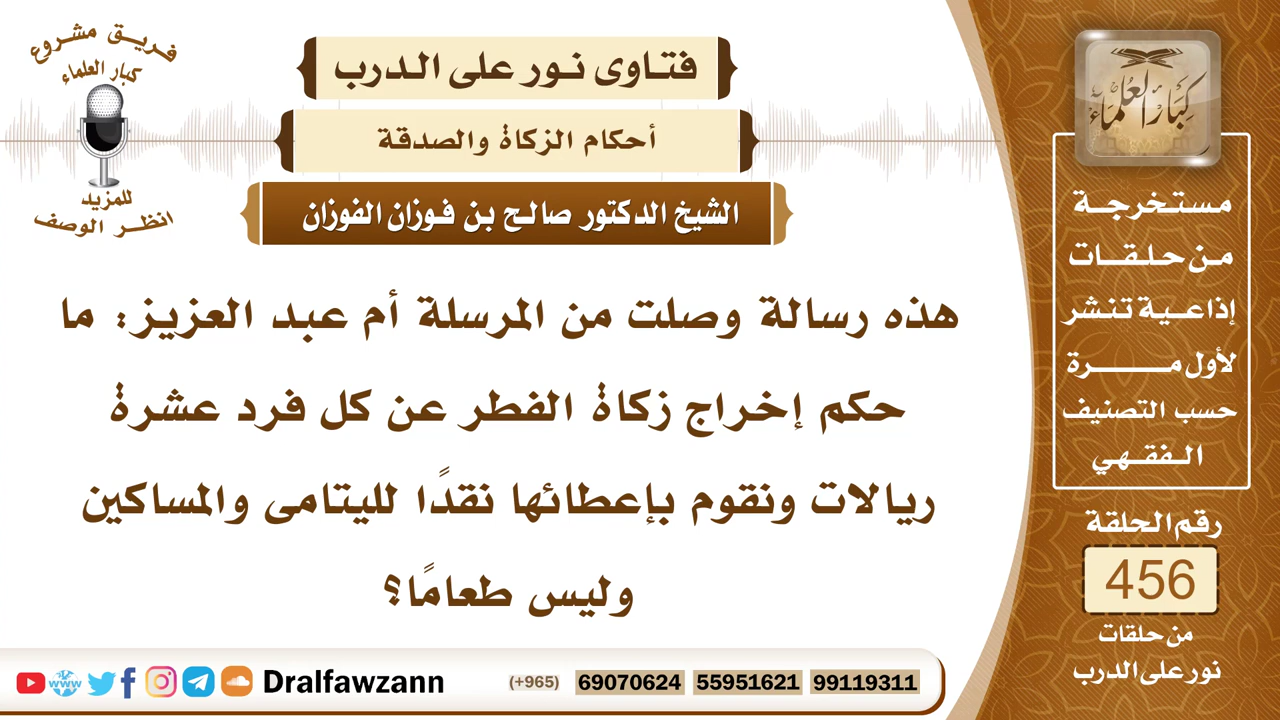 فريق مشروع
كبار العلماء
للمزيد
انظر الوصف
فتاوى نور على الدرب
أحكام الزكاة والصدقة
الشيخ الدكتور صالح بن فوزان الفوزان
هذه رسالة وصلت من المرسلة أم عبد العزيز: ما
حكم إخراج زكاة الفطر عن كل فرد عشرة
ريالات ونقوم بإعطائها نقدًا لليتامى والمساكين
وليس طعامًا؟
كبار العلماء
مستخرجة
من حلقات
إذاعية تنشر
لأول مرة
حسب التصنيف
الفقهي
رقم الحلقة
456
من حلقات
نور على الدرب
www Dralfawzann (+965) 69070624 55951621 99119311